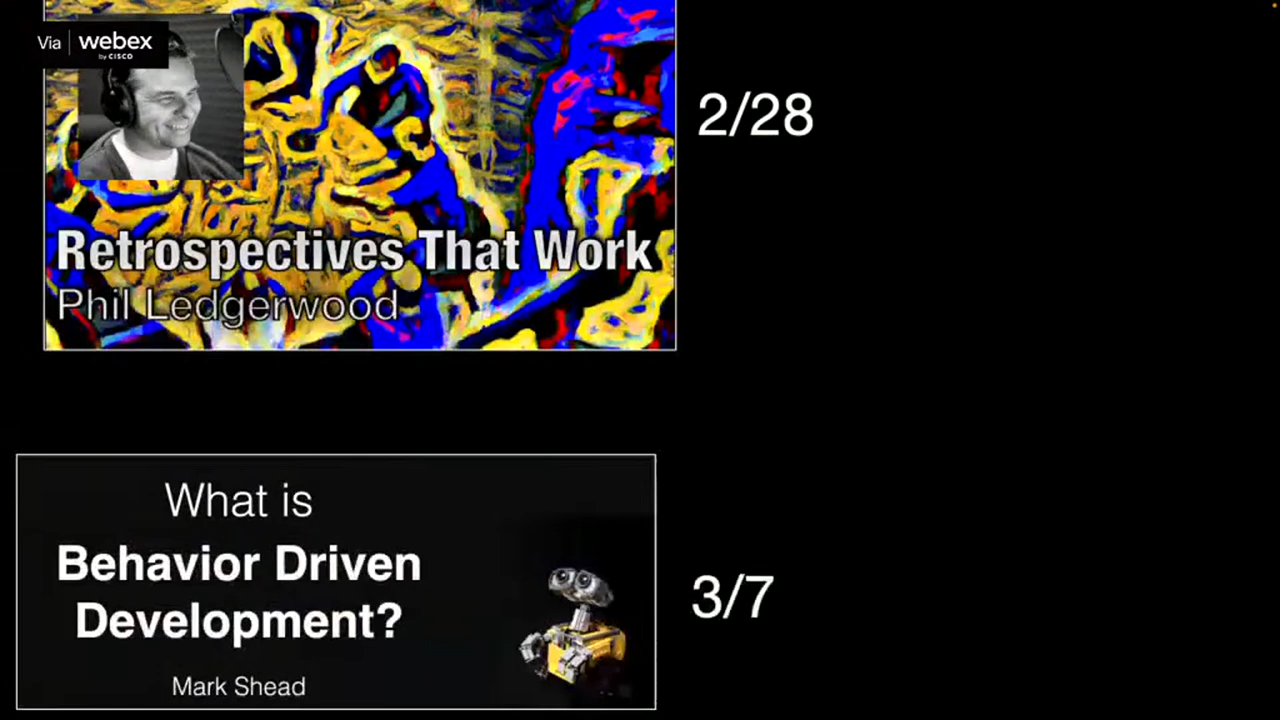 Via webex
by CISCO
2/28
Retrospectives That Work
Phil Ledgerwood
What is
Behavior Driven
Development?
3/7
Mark Shead